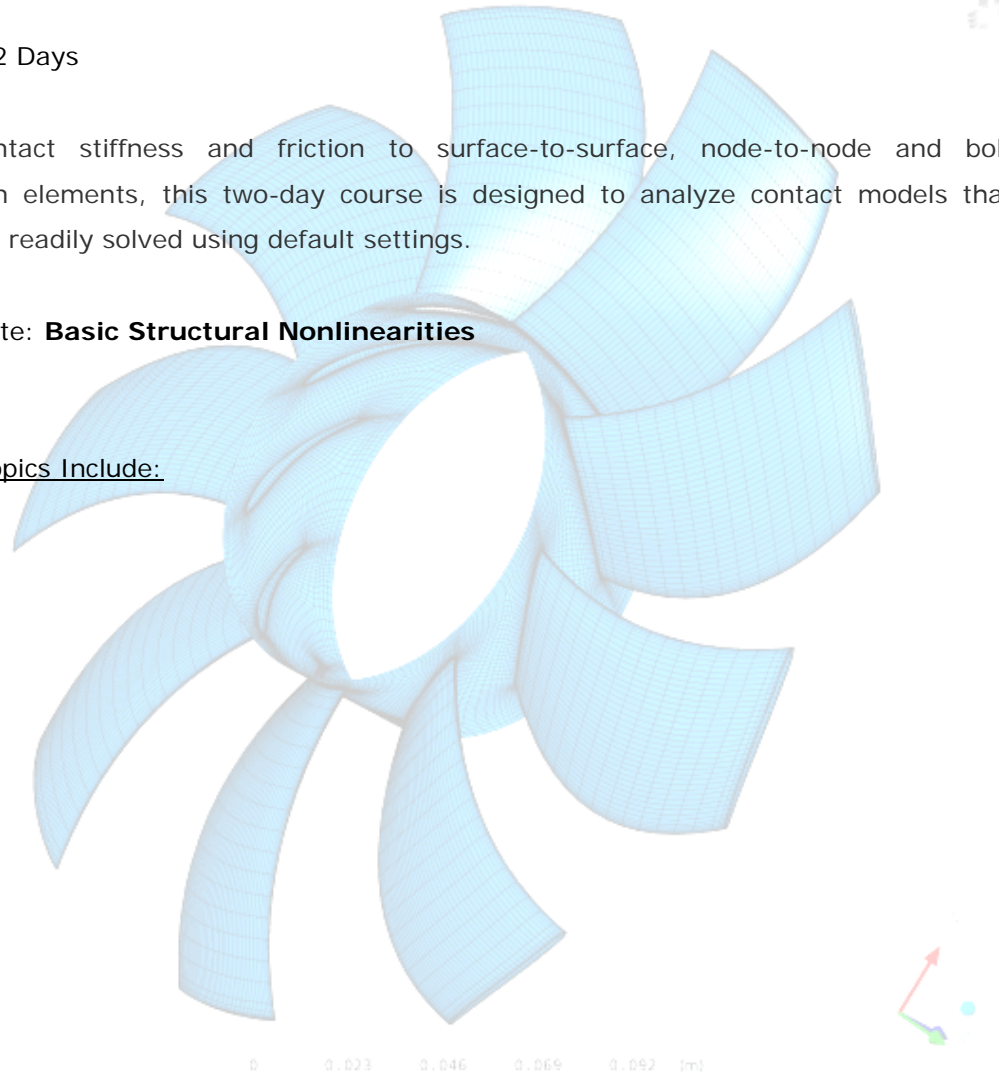 2 Days
ntact stiffness and friction to surface-to-surface, node-to-node and bol
n elements, this two-day course is designed to analyze contact models tha
readily solved using default settings.
te: Basic Structural Nonlinearities
opics Include:
0 0.023 0.046 0.069 0.092 (m)